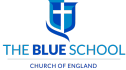 THE BLUE SCHOOL
CHURCH OF ENGLAND